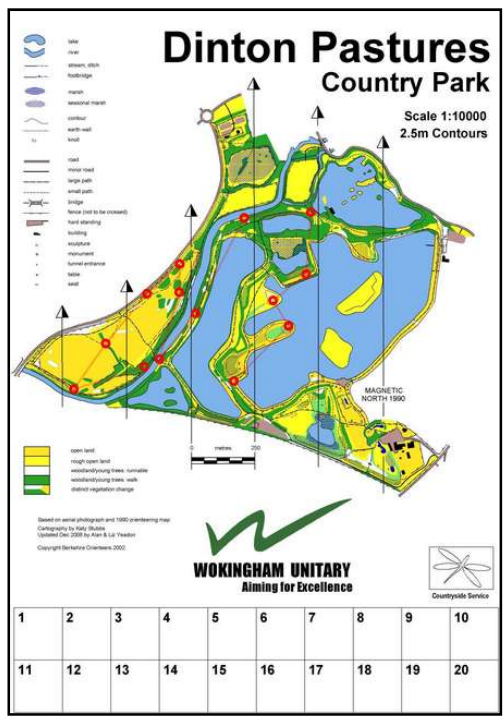 Dinton Pastures
Country Park
Scale 1:10000
2.5m Contours
lake
river
stream, ditch
footbridge
marsh
seasonal marsh
contour
earth wall
knoll
road
minor road
large path
small path
bridge
fence (not to be crossed)
hard standing
building
sculpture
monument
tunnel entrance
table
seat
MAGNETIC
NORTH 1990
0 metres 250
open land
rough open land
woodland/young trees: runnable
woodland/young trees: walk
distinct vegetation change
Based on aerial photograph and 1990 orienteering map
Cartography by Katy Stubbs
Updated Dec 2008 by Alan & Liz Yeadon
Copyright Berkshire Orienteers 2002
WOKINGHAM UNITARY
Aiming for Excellence
Countryside Service
1 2 3 4 5 6 7 8 9 10
11 12 13 14 15 16 17 18 19 20